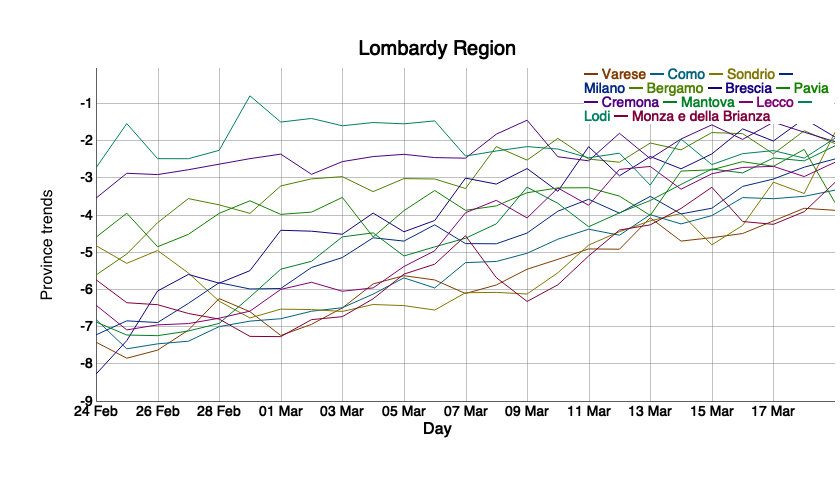 Lombardy Region
Varese Como Sondrio
Milano Bergamo Brescia Pavia
Cremona Mantova Lecco
Lodi Monza e della Brianza
-1
-2
-3
-4
-5
-6
-7
-8
-9
Province trends
24 Feb 26 Feb 28 Feb 01 Mar 03 Mar 05 Mar 07 Mar 09 Mar 11 Mar 13 Mar 15 Mar 17 Mar
Day